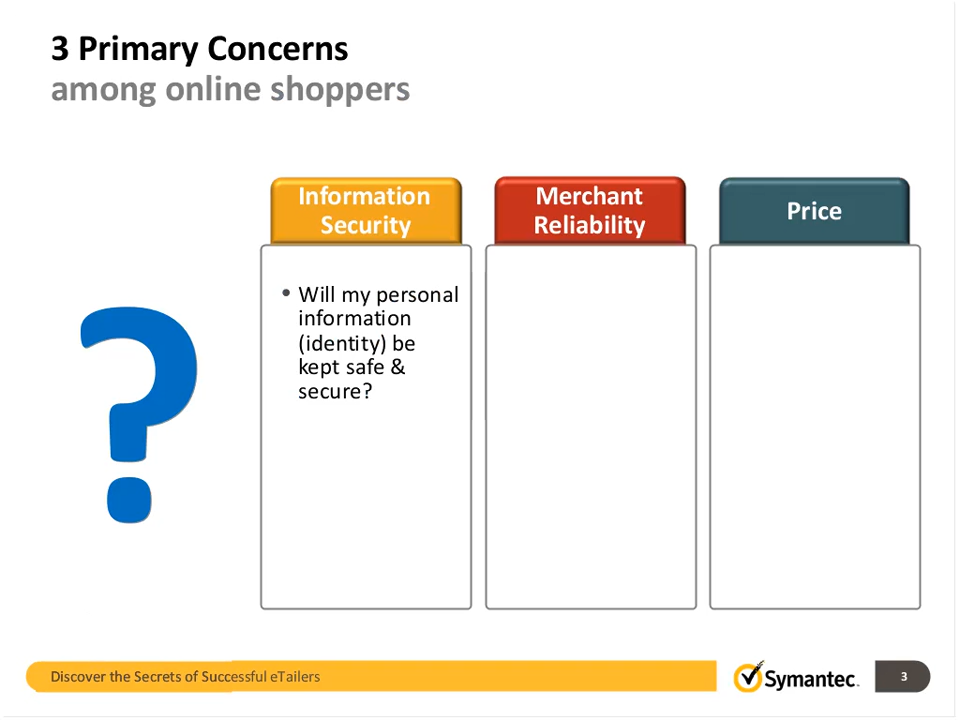 3 Primary Concerns
among online shoppers
Information
Security
Merchant
Reliability
Price
?
• Will my personal
information
(identity) be
kept safe &
secure?
Discover the Secrets of Successful eTailers
Symantec™
3